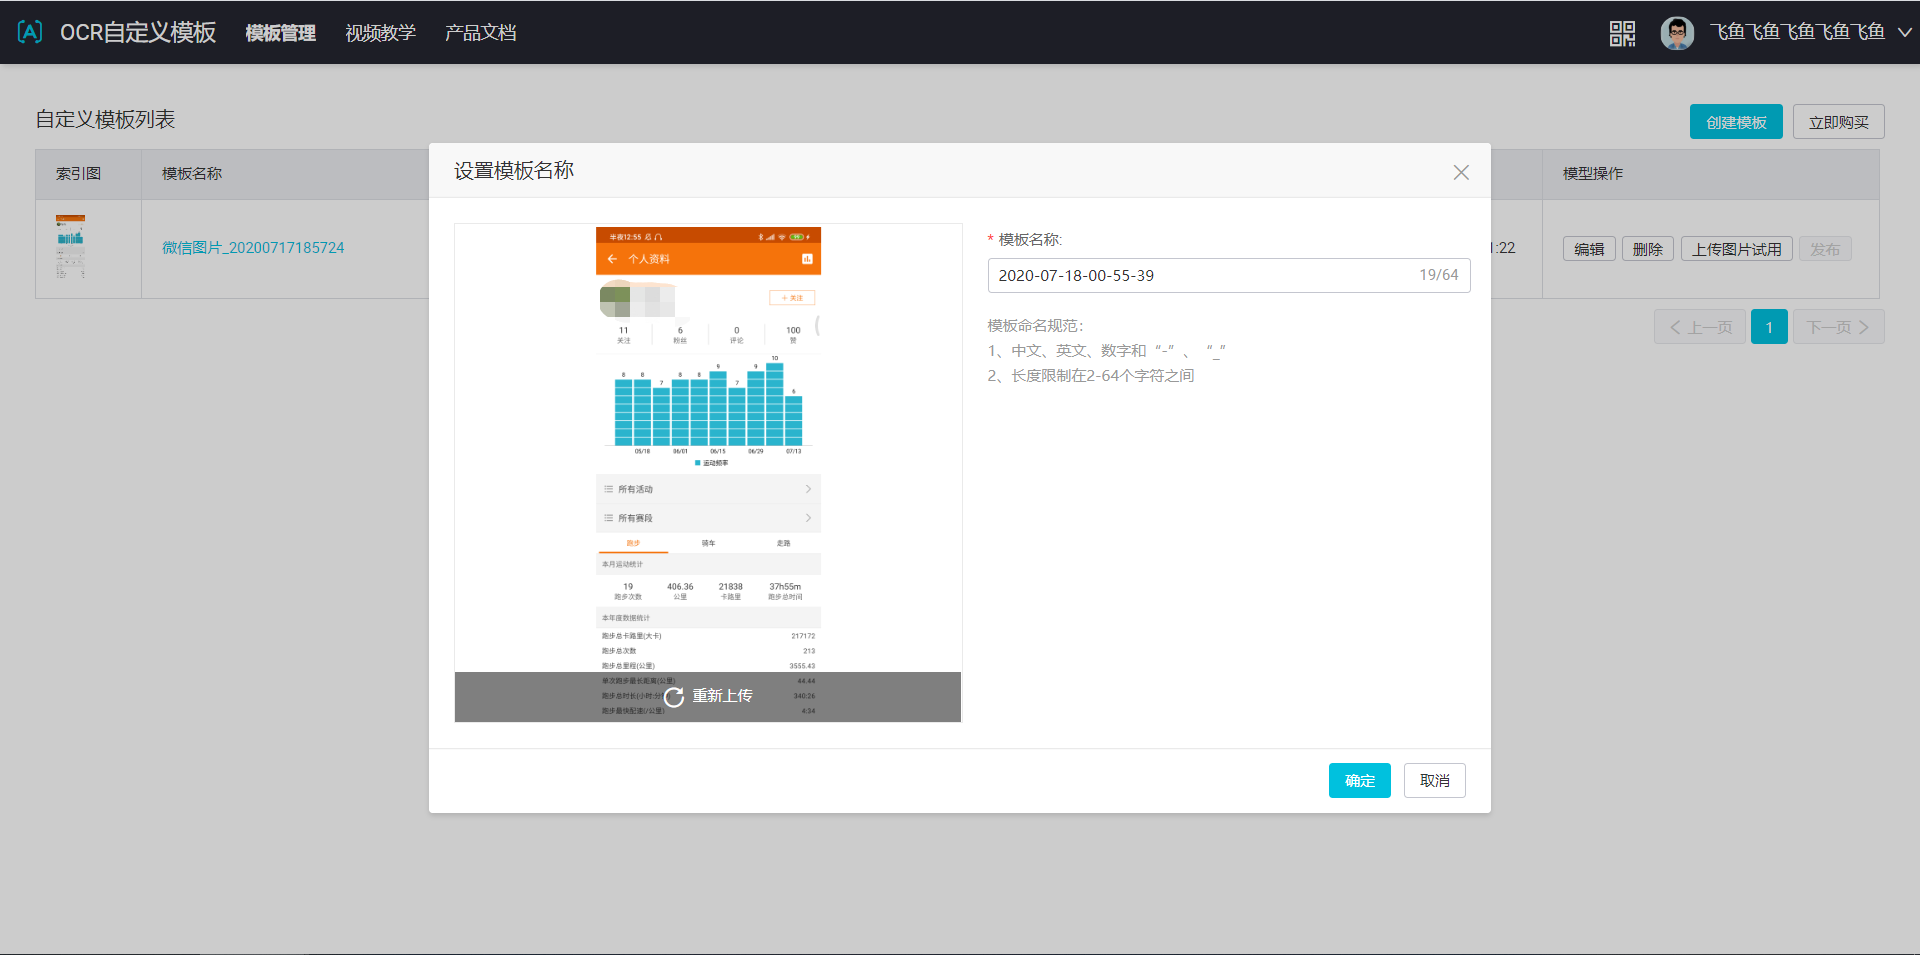 OCR自定义模板 模板管理 视频教学 产品文档 飞鱼飞鱼飞鱼飞鱼飞鱼
自定义模板列表 创建模板 立即购买
索引图 模板名称 模型操作
微信图片_20200717185724 1:22 编辑 删除 上传图片试用 发布
上一页 1 下一页
设置模板名称
半夜12:55
个人资料
+ 关注
11 6 0 100
关注 粉丝 评论 赞
8 8 7 8 8 9 7 9 10 6
05/18 06/01 06/15 06/29 07/13
运动频率
所有活动
所有赛段
跑步 骑车 走路
本月运动统计
19 406.36 21838 37h55m
跑步次数 公里 卡路里 跑步总时间
本年度数据统计
跑步总卡路里(大卡) 217172
跑步总次数 213
跑步总里程(公里) 3555.43
单次跑步最长距离(公里) 44.44
跑步总时长(小时:分 340:26
跑步最快配速(/公里) 4:34
重新上传
* 模板名称:
2020-07-18-00-55-39 19/64
模板命名规范：
1、中文、英文、数字和“-”、“_”
2、长度限制在2-64个字符之间
确定 取消